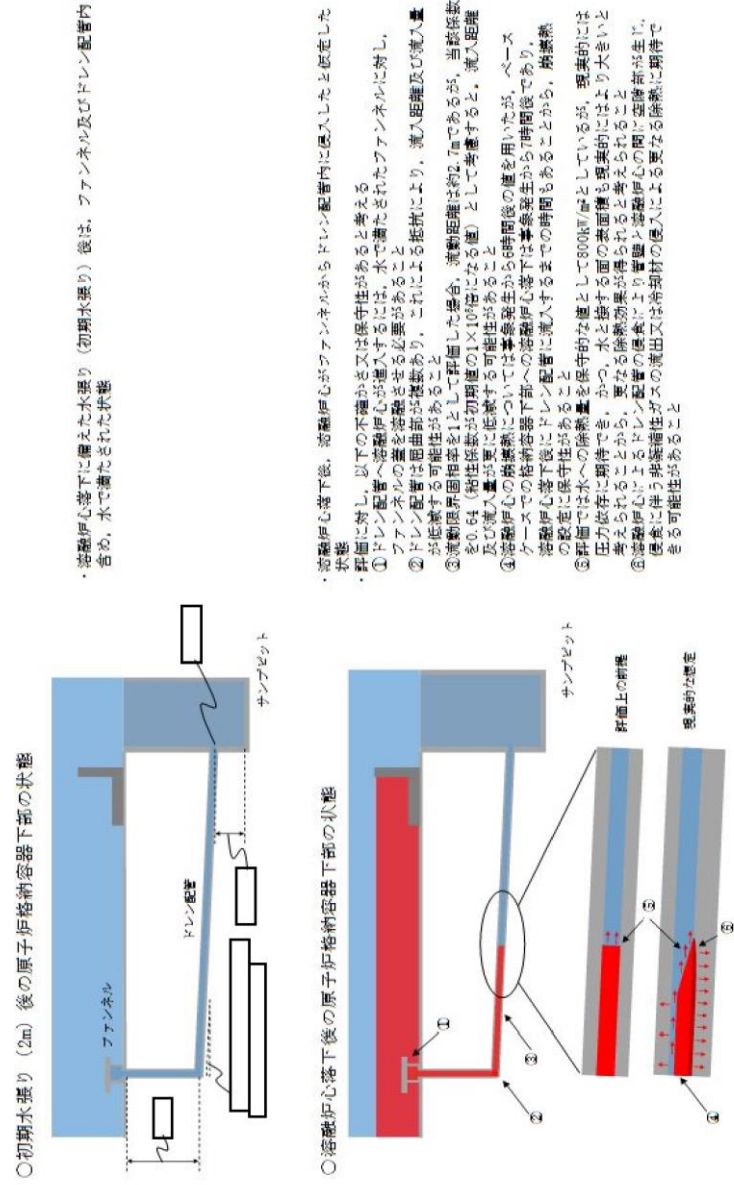 ○初期水張り（2m）後の原子炉格納容器下部の状態
ファンネル
ドレン配管
サンプピット
・溶融炉心落下に備えた水張り（初期水張り）後は，ファンネル及びドレン配管内
含め，水で満たされた状態
○溶融炉心落下後の原子炉格納容器下部の状態
①
②
③
サンプピット
評価上の前提
⑤
現実的な想定
④
⑥
・溶融炉心落下後，溶融炉心がファンネルからドレン配管内に侵入したと仮定した
状態
・評価に対し，以下の不確かさ又は保守性があると考える
①ドレン配管へ溶融炉心が進入するには，水で満たされたファンネルに対し，
ファンネルの蓋を溶融させる必要があること
②ドレン配管は屈曲部が複数あり，これによる抵抗により，流入距離及び流入量
が低減する可能性があること
③流動限界固相率を1として評価した場合，流動距離は約2.7mであるが，当該係数
を0.64（粘性係数が初期値の1×10⁵倍になる値）として考慮すると，流入距離
及び流入量が更に低減する可能性があること
④溶融炉心の崩壊熱については事象発生から6時間後の値を用いたが，ベース
ケースでの格納容器下部への溶融炉心落下は事象発生から7時間後であり，
溶融炉心落下後にドレン配管に流入するまでの時間もあることから，崩壊熱
の設定に保守性があること
⑤評価では水への除熱量を保守的な値として800kW/m²としているが，現実的には
圧力依存に期待でき，かつ，水と接する面の表面積も現実的にはより大きいと
考えられることから，更なる除熱効果が得られると考えられること
⑥溶融炉心によるドレン配管の侵食により管壁と溶融炉心の間に空隙部が生じ，
侵食に伴う非凝縮性ガスの流出又は冷却材の侵入による更なる除熱に期待で
きる可能性があること